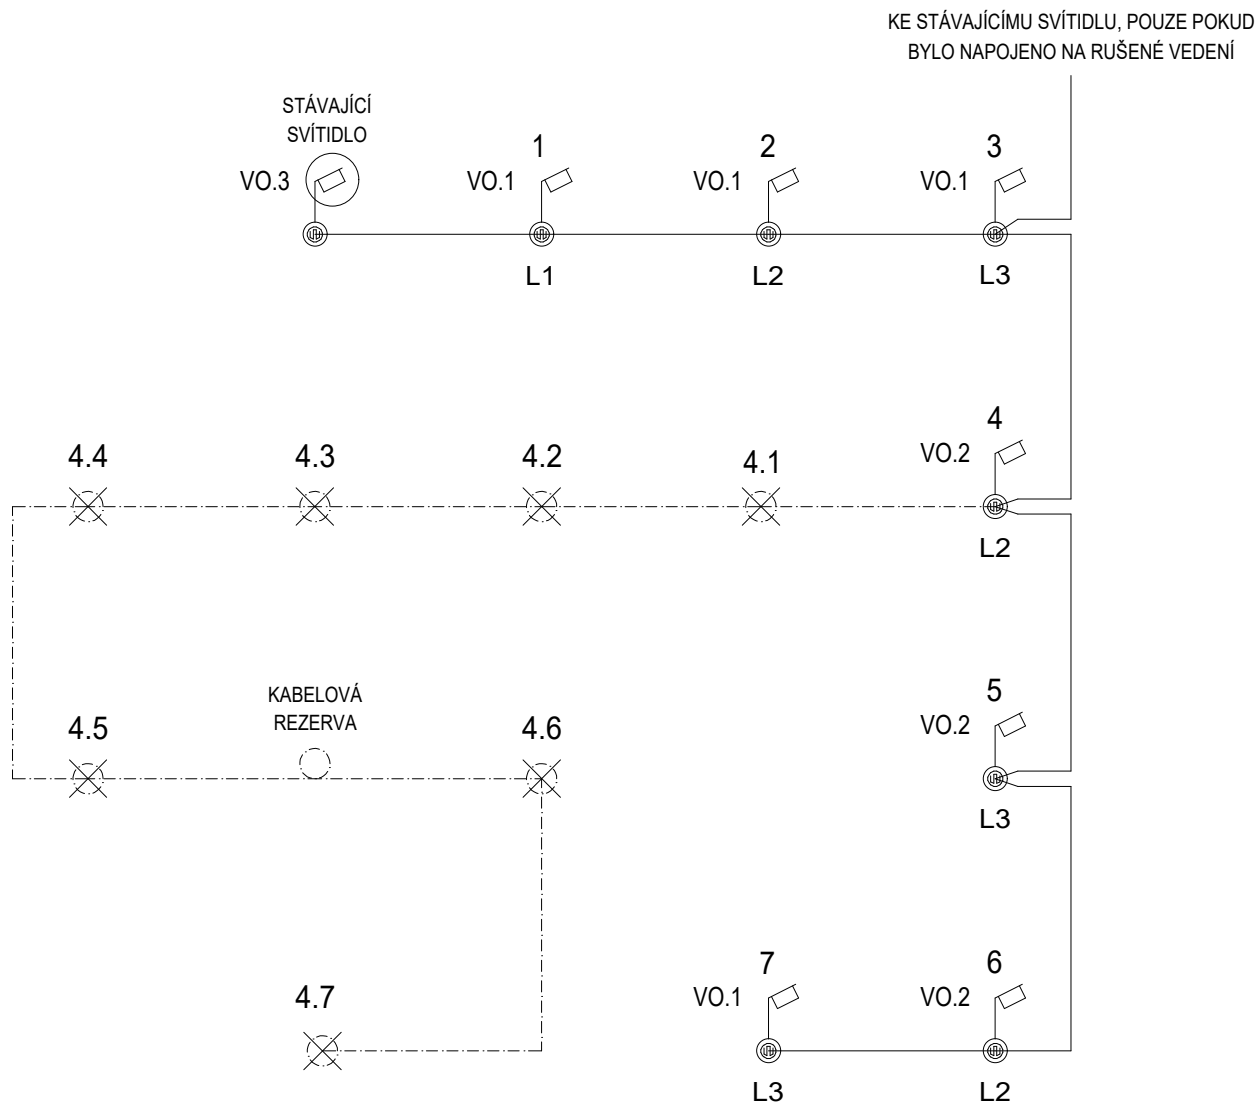 KE STÁVAJÍCÍMU SVÍTIDLU, POUZE POKUD
BYLO NAPOJENO NA RUŠENÉ VEDENÍ
STÁVAJÍCÍ
SVÍTIDLO
1
2
3
VO.3
VO.1
VO.1
VO.1
L1
L2
L3
4
VO.2
4.4
4.3
4.2
4.1
L2
KABELOVÁ
REZERVA
5
VO.2
4.5
4.6
L3
7
6
VO.1
VO.2
4.7
L3
L2